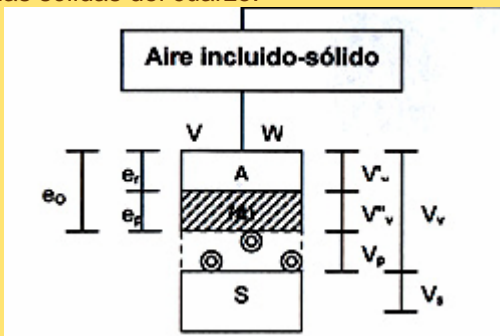 Aire incluido-sólido
V W
e₀ eᵣ A V'ᵥ Vᵥ
eₚ V''ᵥ
Vₚ
S Vₛ